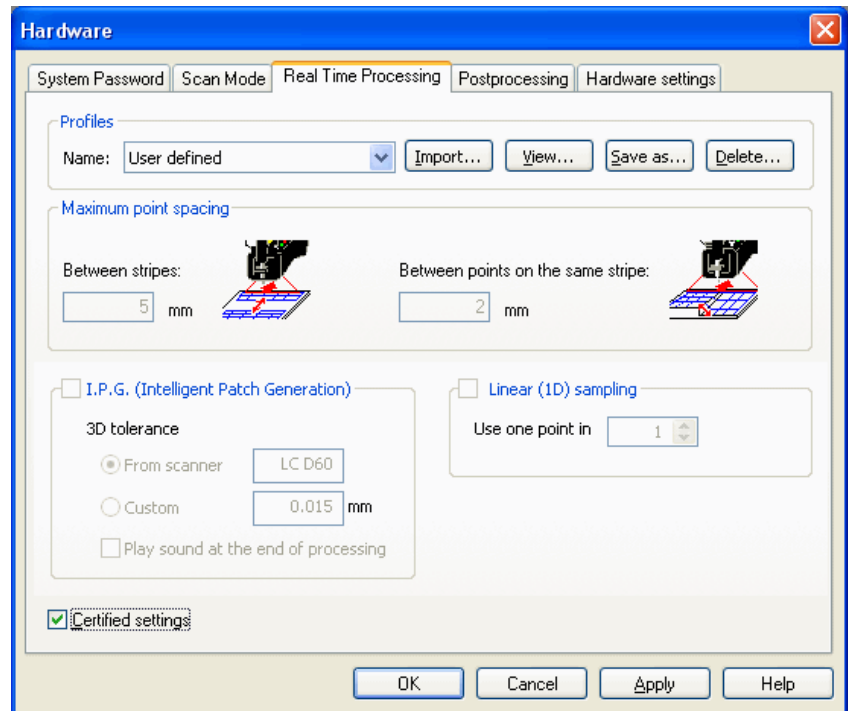 Hardware
System Password Scan Mode Real Time Processing Postprocessing Hardware settings
Profiles
Name: User defined Import... View... Save as... Delete...
Maximum point spacing
Between stripes: Between points on the same stripe:
5 mm 2 mm
I.P.G. (Intelligent Patch Generation) Linear (1D) sampling
3D tolerance Use one point in 1
From scanner LC D60
Custom 0.015 mm
Play sound at the end of processing
Certified settings
OK Cancel Apply Help